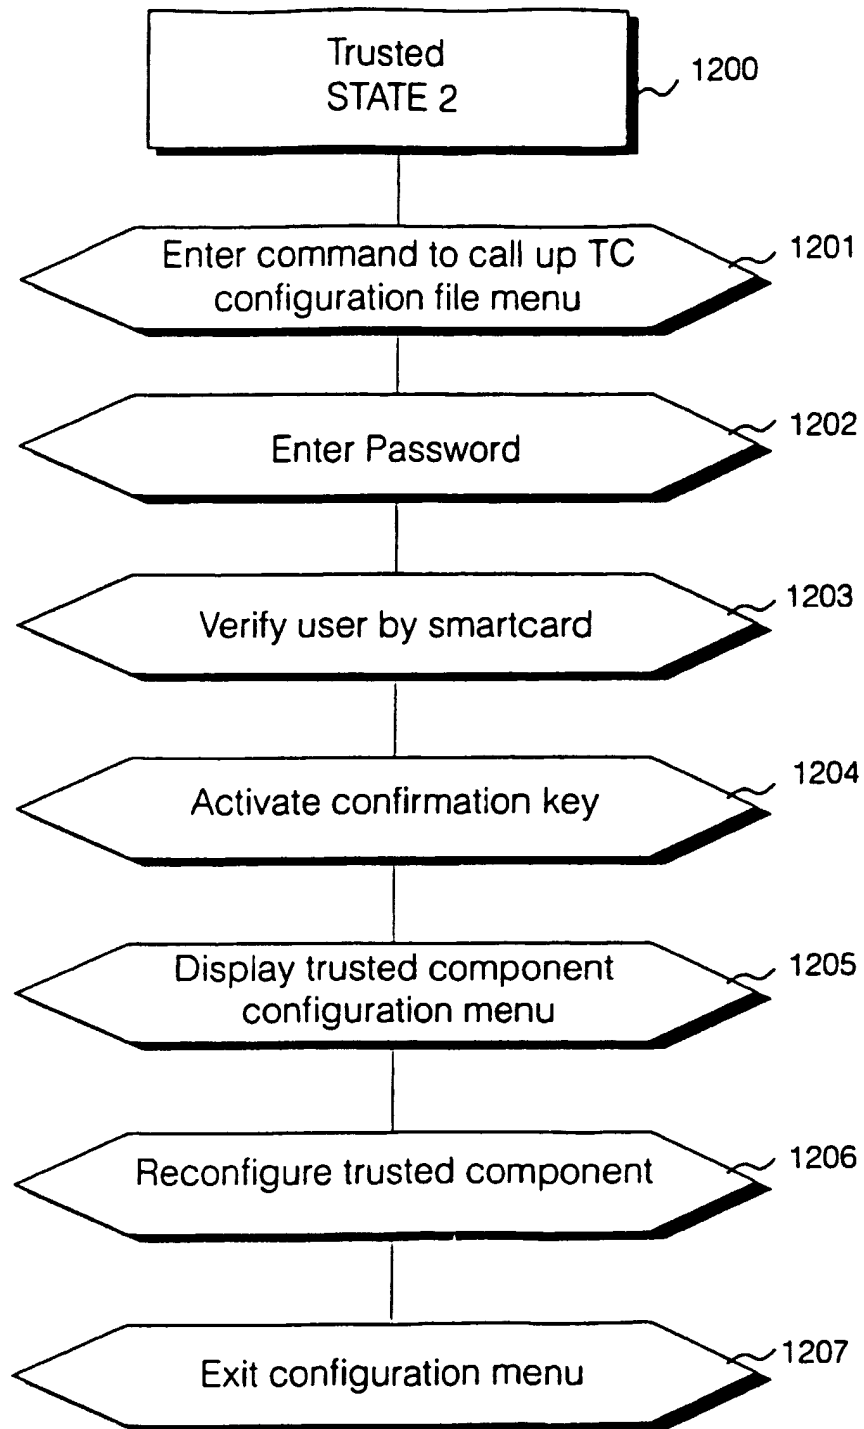 Trusted
STATE 2
1200
Enter command to call up TC
configuration file menu
1201
Enter Password
1202
Verify user by smartcard
1203
Activate confirmation key
1204
Display trusted component
configuration menu
1205
Reconfigure trusted component
1206
Exit configuration menu
1207